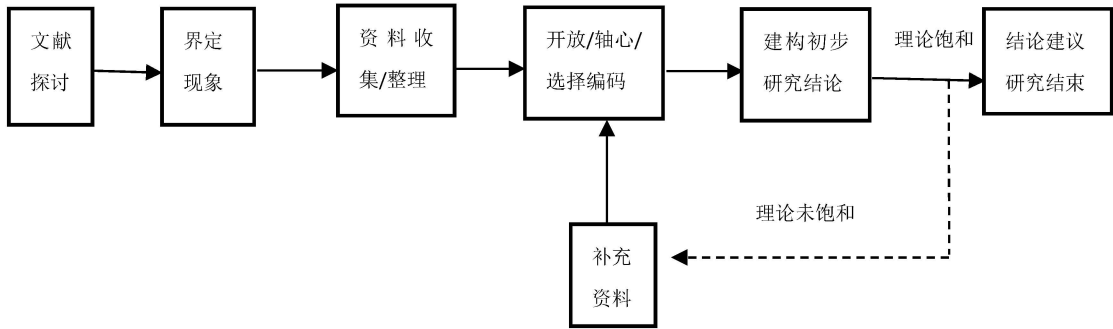 文献
探讨
界定
现象
资料收
集/整理
开放/轴心/
选择编码
建构初步
研究结论
理论饱和
结论建议
研究结束
理论未饱和
补充
资料